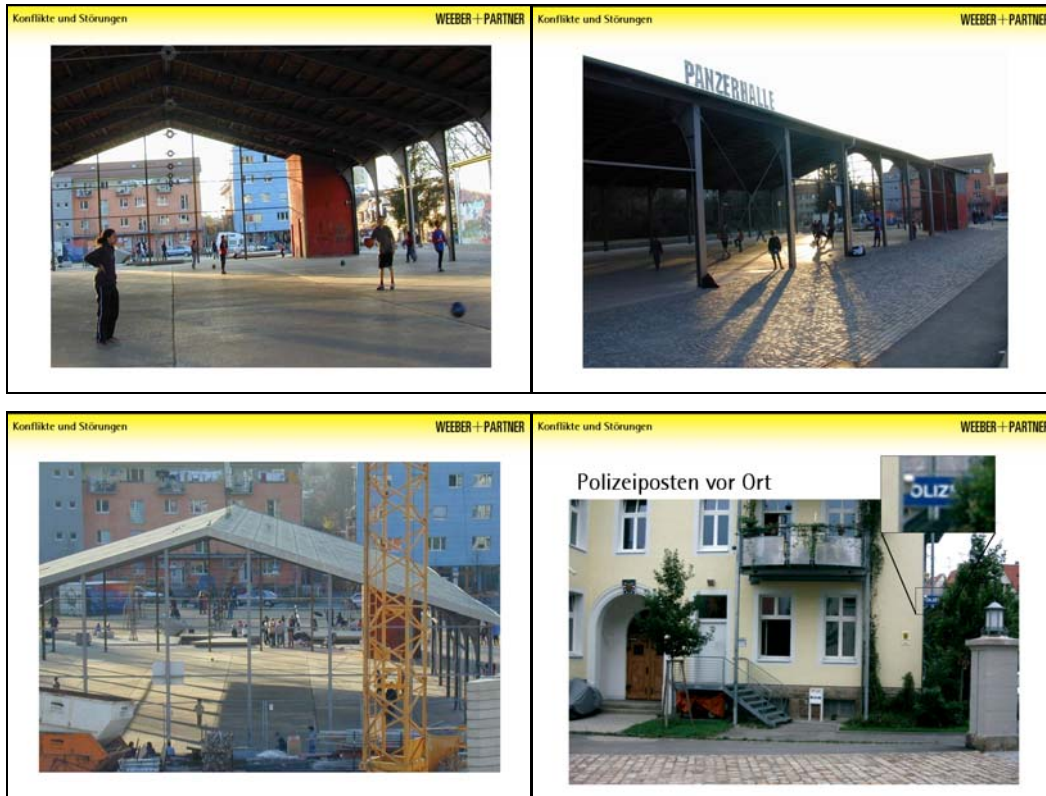 Konflikte und Störungen WEEBER+PARTNER
Konflikte und Störungen WEEBER+PARTNER
PANZERHALLE
Konflikte und Störungen WEEBER+PARTNER
Konflikte und Störungen WEEBER+PARTNER
Polizeiposten vor Ort
OLIZ